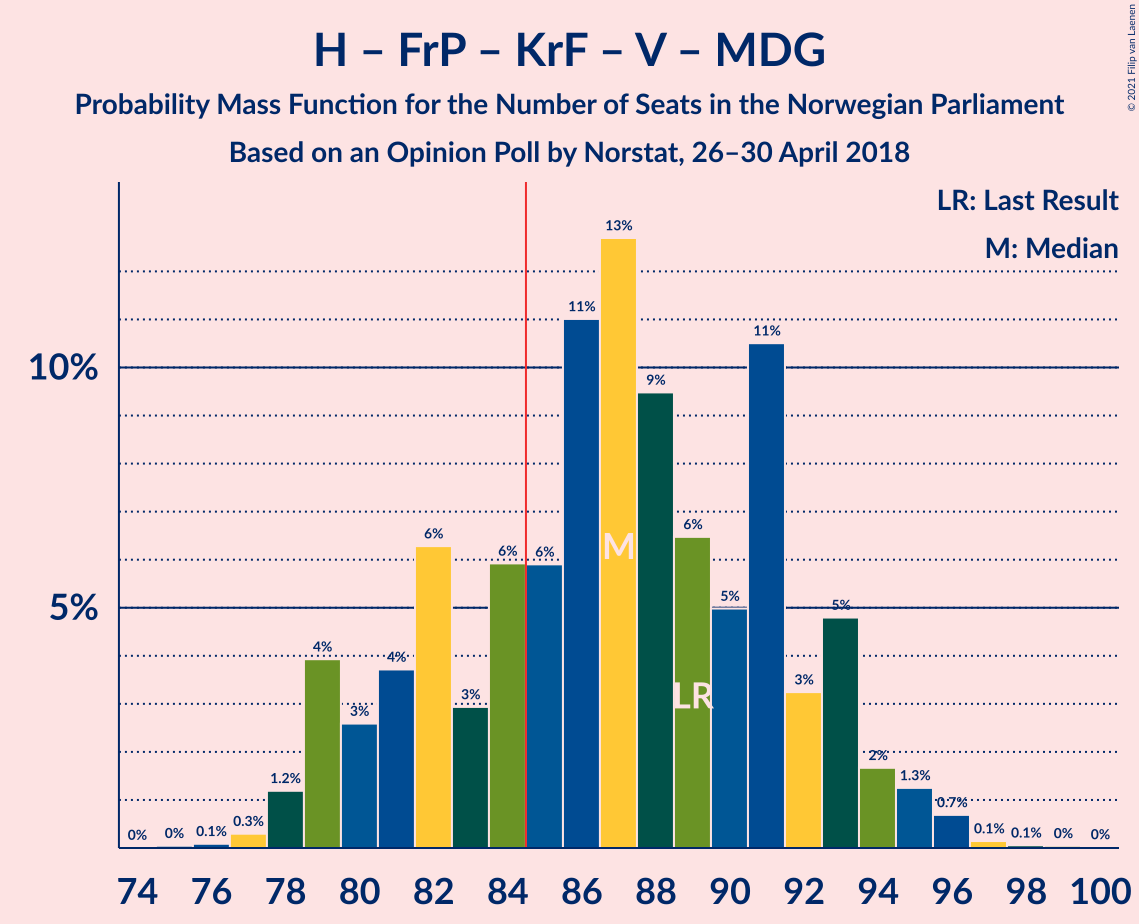 H – FrP – KrF – V – MDG
Probability Mass Function for the Number of Seats in the Norwegian Parliament
Based on an Opinion Poll by Norstat, 26–30 April 2018
© 2021 Filip van Laenen
LR: Last Result
M: Median
10%
5%
0% 0% 0.1% 0.3% 1.2% 4% 3% 4% 6% 3% 6% 6% 11% 13% 9% 6% 5% 11% 3% 5% 2% 1.3% 0.7% 0.1% 0.1% 0% 0%
M
LR
74 76 78 80 82 84 86 88 90 92 94 96 98 100